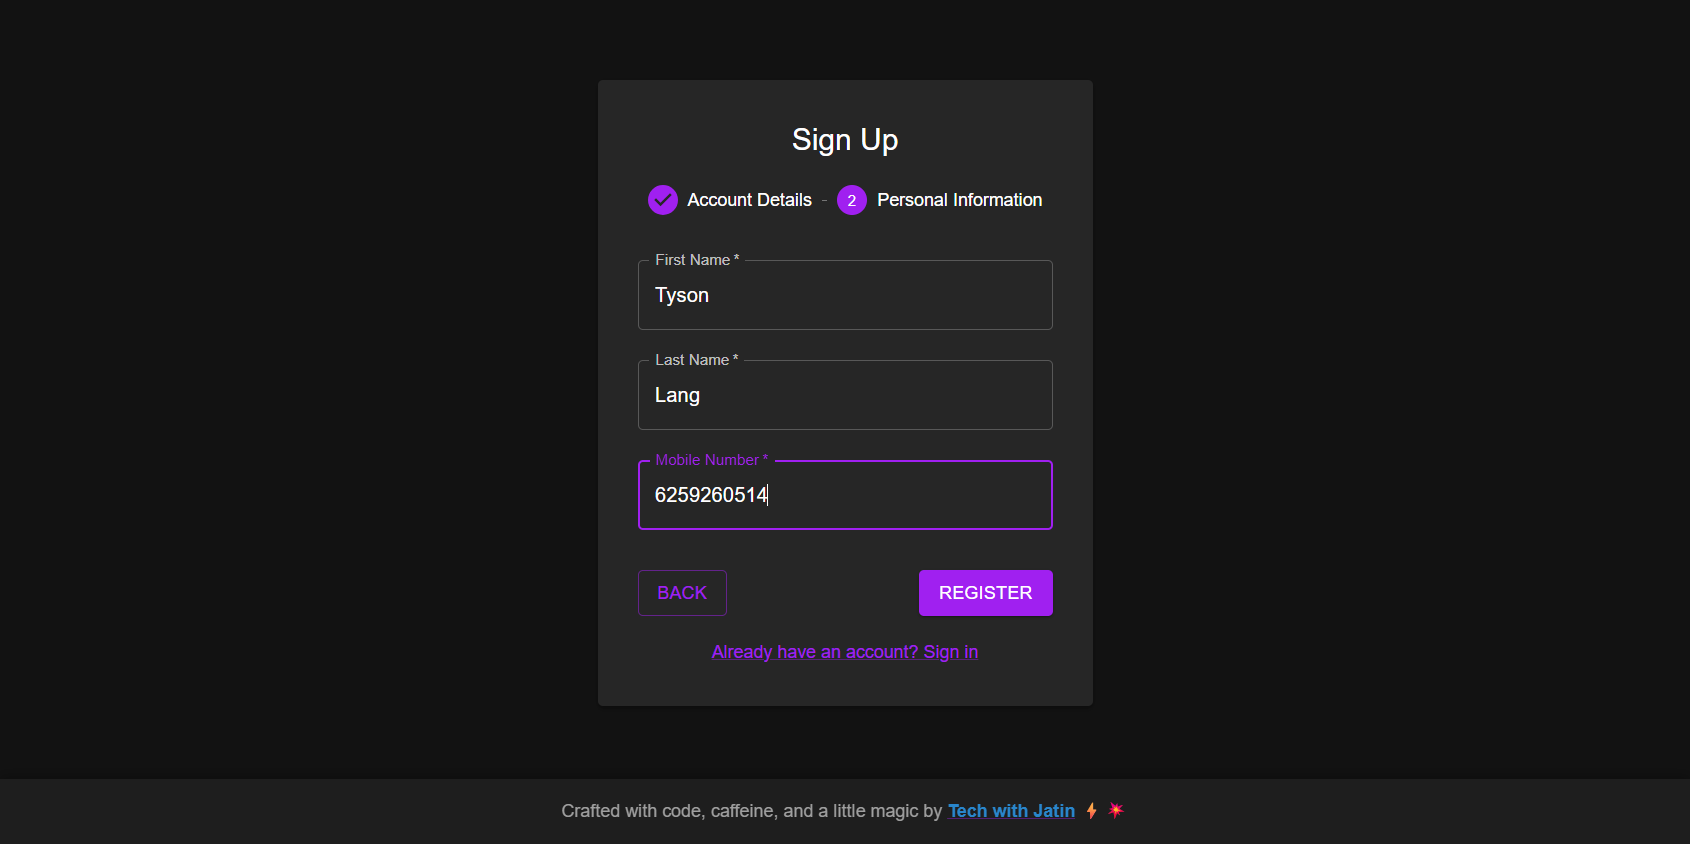 Sign Up
Account Details - 2 Personal Information
First Name *
Tyson
Last Name *
Lang
Mobile Number *
6259260514
BACK REGISTER
Already have an account? Sign in
Crafted with code, caffeine, and a little magic by Tech with Jatin ⚡ 💥